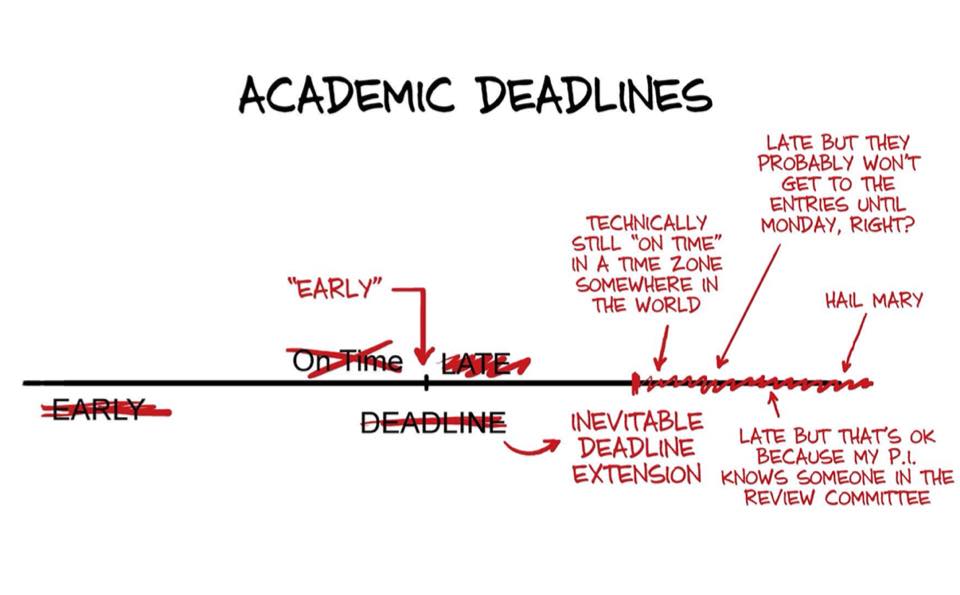 ACADEMIC DEADLINES
LATE BUT THEY
PROBABLY WON'T
GET TO THE
ENTRIES UNTIL
MONDAY, RIGHT?
TECHNICALLY
STILL "ON TIME"
IN A TIME ZONE
SOMEWHERE IN
THE WORLD
"EARLY"
HAIL MARY
On Time
LATE
EARLY
DEADLINE
INEVITABLE
DEADLINE
EXTENSION
LATE BUT THAT'S OK
BECAUSE MY P.I.
KNOWS SOMEONE IN THE
REVIEW COMMITTEE